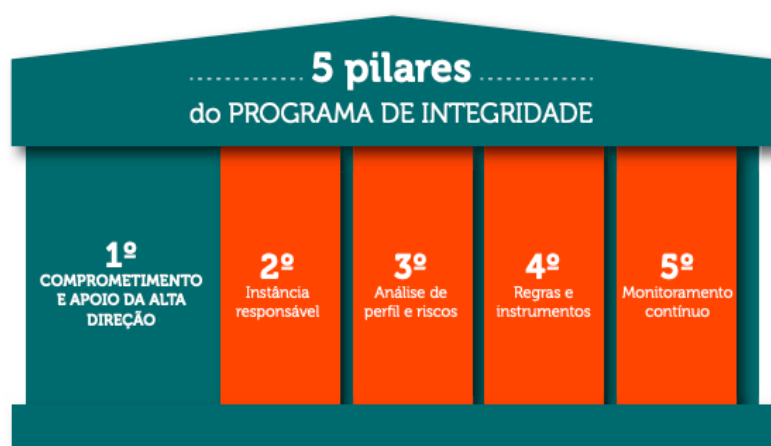 5 pilares
do PROGRAMA DE INTEGRIDADE
1º
COMPROMETIMENTO
E APOIO DA ALTA
DIREÇÃO
2º
Instância
responsável
3º
Análise de
perfil e riscos
4º
Regras e
instrumentos
5º
Monitoramento
contínuo